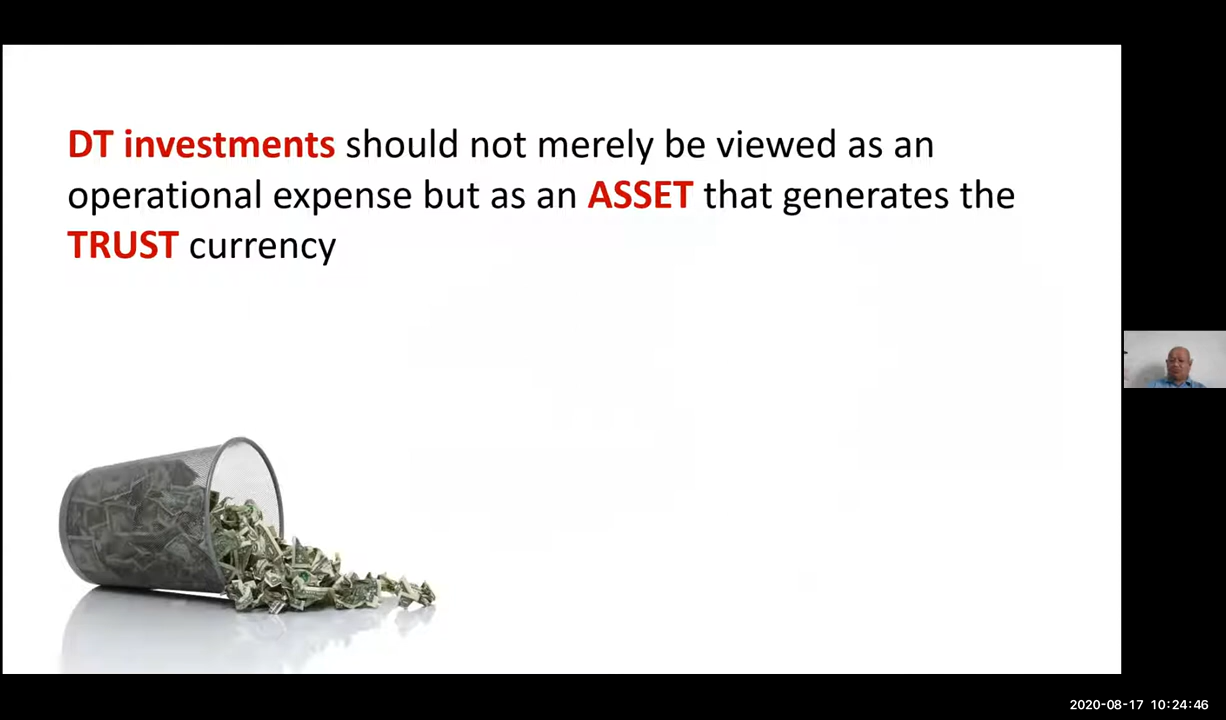 DT investments should not merely be viewed as an
operational expense but as an ASSET that generates the
TRUST currency
2020-08-17 10:24:46